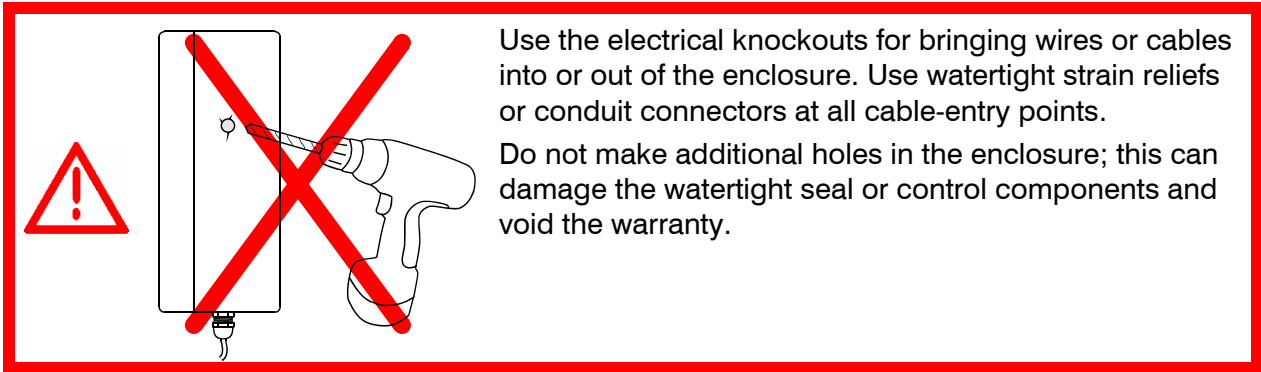 Use the electrical knockouts for bringing wires or cables
into or out of the enclosure. Use watertight strain reliefs
or conduit connectors at all cable-entry points.
Do not make additional holes in the enclosure; this can
damage the watertight seal or control components and
void the warranty.